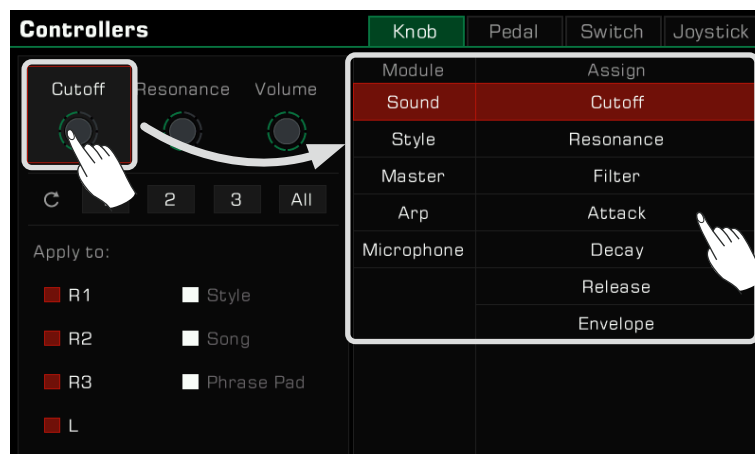 Controllers
Knob Pedal Switch Joystick
Cutoff Resonance Volume
2 3 All
Apply to:
R1 Style
R2 Song
R3 Phrase Pad
L
Module Assign
Sound Cutoff
Style Resonance
Master Filter
Arp Attack
Microphone Decay
Release
Envelope